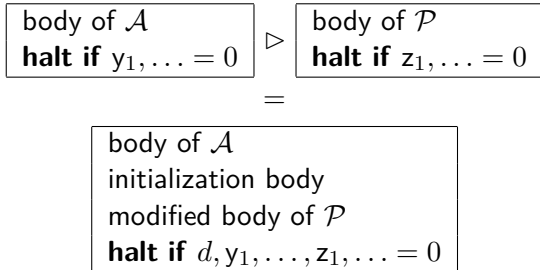 body of 𝒜
halt if y₁, … = 0
▷
body of 𝒫
halt if z₁, … = 0
=
body of 𝒜
initialization body
modified body of 𝒫
halt if d, y₁, …, z₁, … = 0